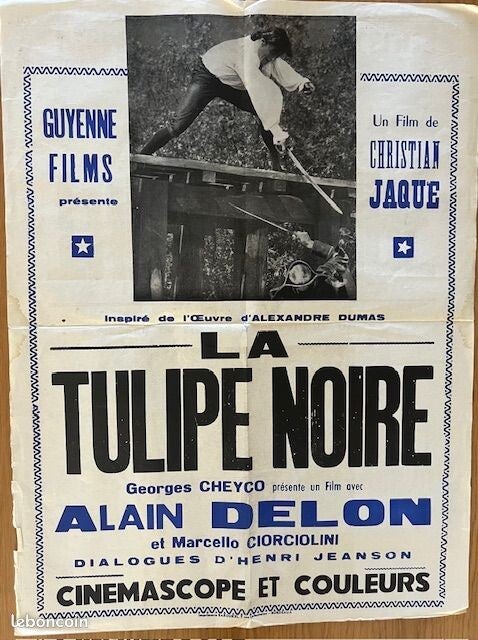 GUYENNE
FILMS
présente
Un Film de
CHRISTIAN
JAQUE
Inspiré de l'Œuvre d'ALEXANDRE DUMAS
LA
TULIPE NOIRE
Georges CHEYCO présente un Film avec
ALAIN DELON
et Marcello CIORCIOLINI
DIALOGUES D'HENRI JEANSON
CINEMASCOPE ET COULEURS
leboncoin